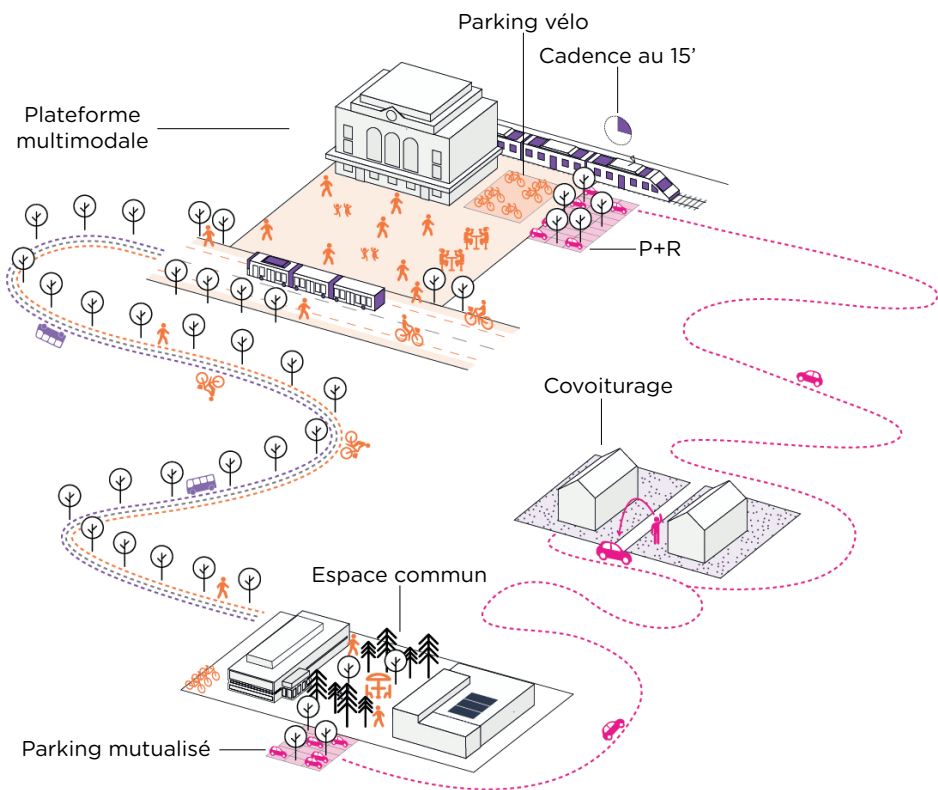 Parking vélo
Cadence au 15’
Plateforme
multimodale
P+R
Covoiturage
Espace commun
Parking mutualisé